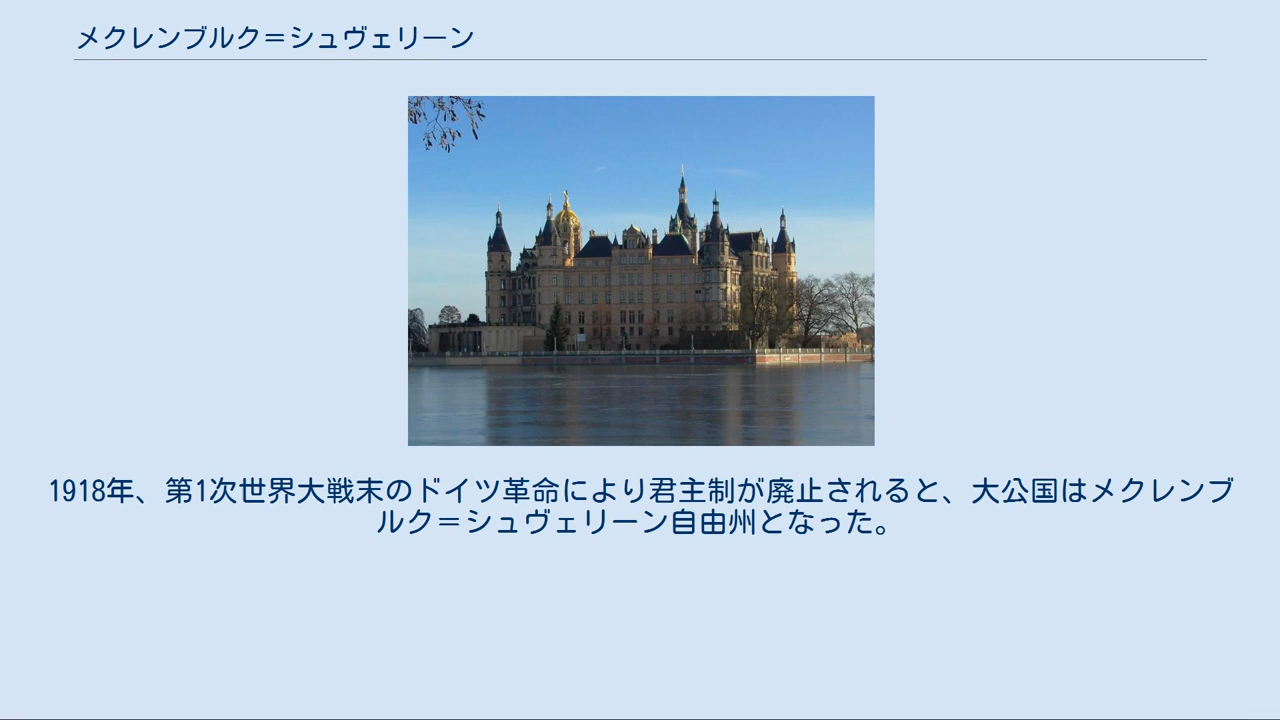 メクレンブルク＝シュヴェリーン
1918年、第1次世界大戦末のドイツ革命により君主制が廃止されると、大公国はメクレンブ
ルク＝シュヴェリーン自由州となった。